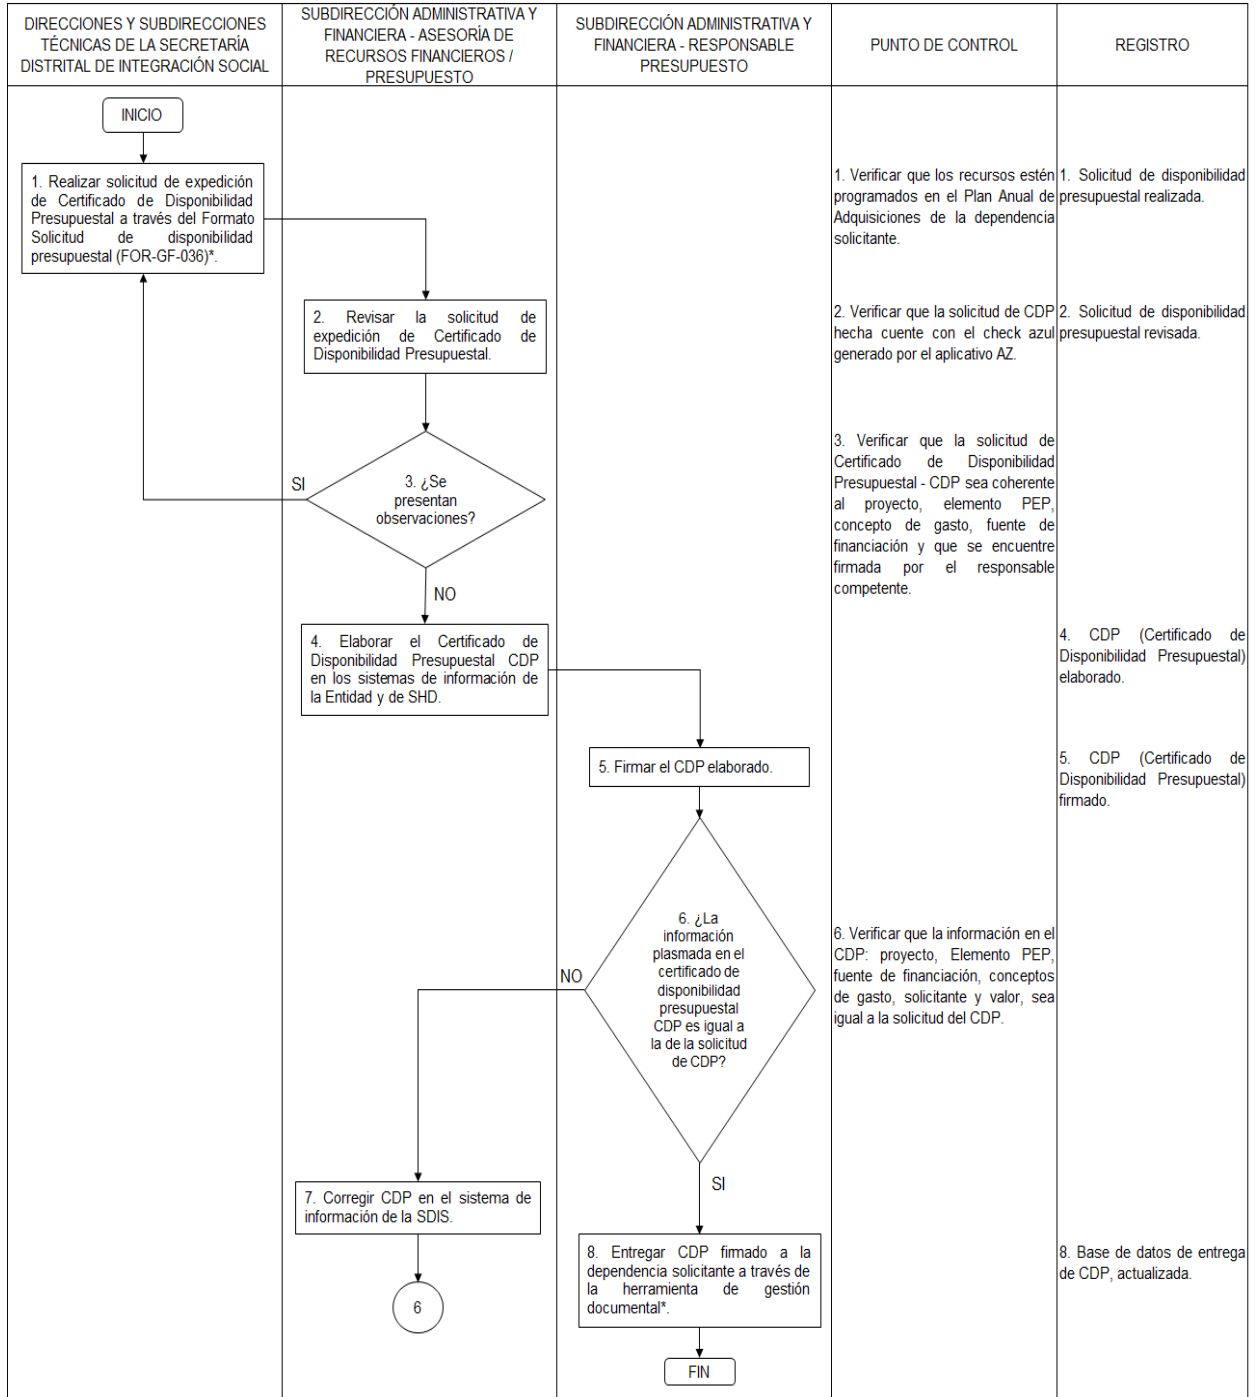 DIRECCIONES Y SUBDIRECCIONES
TÉCNICAS DE LA SECRETARÍA
DISTRITAL DE INTEGRACIÓN SOCIAL
SUBDIRECCIÓN ADMINISTRATIVA Y
FINANCIERA - ASESORÍA DE
RECURSOS FINANCIEROS /
PRESUPUESTO
SUBDIRECCIÓN ADMINISTRATIVA Y
FINANCIERA - RESPONSABLE
PRESUPUESTO
PUNTO DE CONTROL
REGISTRO
INICIO
1. Realizar solicitud de expedición
de Certificado de Disponibilidad
Presupuestal a través del Formato
Solicitud de disponibilidad
presupuestal (FOR-GF-036)*.
1. Verificar que los recursos estén
programados en el Plan Anual de
Adquisiciones de la dependencia
solicitante.
1. Solicitud de disponibilidad
presupuestal realizada.
2. Revisar la solicitud de
expedición de Certificado de
Disponibilidad Presupuestal.
2. Verificar que la solicitud de CDP
hecha cuente con el check azul
generado por el aplicativo AZ.
2. Solicitud de disponibilidad
presupuestal revisada.
3. ¿Se
presentan
observaciones?
SI
NO
3. Verificar que la solicitud de
Certificado de Disponibilidad
Presupuestal - CDP sea coherente
al proyecto, elemento PEP,
concepto de gasto, fuente de
financiación y que se encuentre
firmada por el responsable
competente.
4. Elaborar el Certificado de
Disponibilidad Presupuestal CDP
en los sistemas de información de
la Entidad y de SHD.
4. CDP (Certificado de
Disponibilidad Presupuestal)
elaborado.
5. Firmar el CDP elaborado.
5. CDP (Certificado de
Disponibilidad Presupuestal)
firmado.
6. ¿La
información
plasmada en el
certificado de
disponibilidad
presupuestal
CDP es igual a
la de la solicitud
de CDP?
NO
SI
6. Verificar que la información en el
CDP: proyecto, Elemento PEP,
fuente de financiación, conceptos
de gasto, solicitante y valor, sea
igual a la solicitud del CDP.
7. Corregir CDP en el sistema de
información de la SDIS.
6
8. Entregar CDP firmado a la
dependencia solicitante a través de
la herramienta de gestión
documental*.
8. Base de datos de entrega
de CDP, actualizada.
FIN